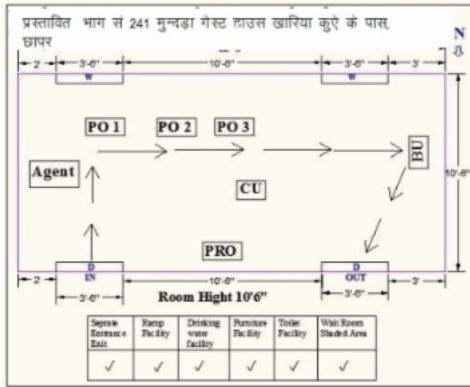 प्रस्तावित भाग सं 241 मुन्दड़ा गेस्ट हाउस खारिया कुऐ के पास,
छापर
N
2' 3'-6" 10'-6" 3'-6" 3'
W W
PO 1 PO 2 PO 3
Agent
BU
CU
10'-6"
PRO
D D
IN OUT
2' 10'-6" 3'
3'-6" 3'-6"
Room Hight 10'6"
Seprate Entrance Exit
Ramp Facility
Drinking water facility
Furniture Facility
Toilet Facility
Wait Room Shaded Area
✓ ✓ ✓ ✓ ✓ ✓